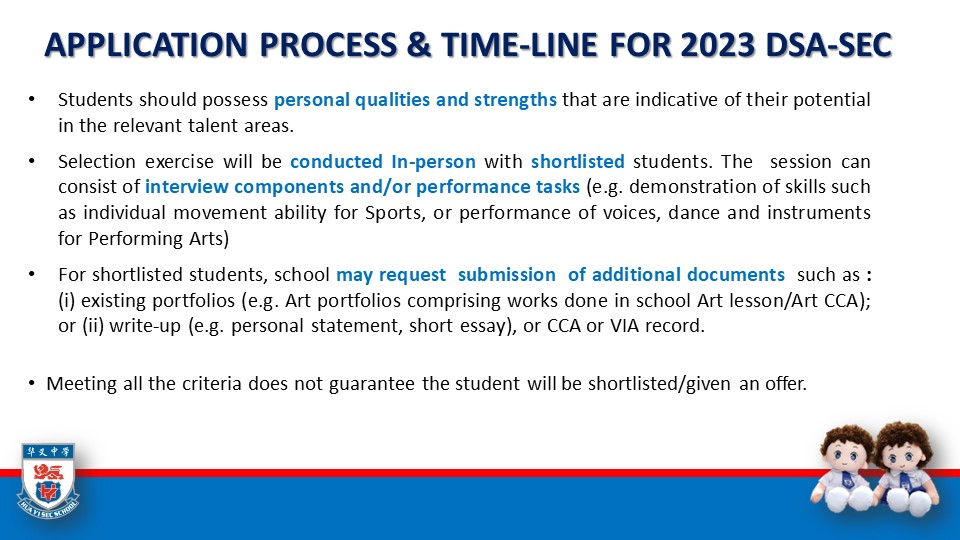 APPLICATION PROCESS & TIME-LINE FOR 2023 DSA-SEC
• Students should possess personal qualities and strengths that are indicative of their potential
in the relevant talent areas.
• Selection exercise will be conducted In-person with shortlisted students. The session can
consist of interview components and/or performance tasks (e.g. demonstration of skills such
as individual movement ability for Sports, or performance of voices, dance and instruments
for Performing Arts)
• For shortlisted students, school may request submission of additional documents such as :
(i) existing portfolios (e.g. Art portfolios comprising works done in school Art lesson/Art CCA);
or (ii) write-up (e.g. personal statement, short essay), or CCA or VIA record.
• Meeting all the criteria does not guarantee the student will be shortlisted/given an offer.
华义中学
HUA YI SEC SCHOOL